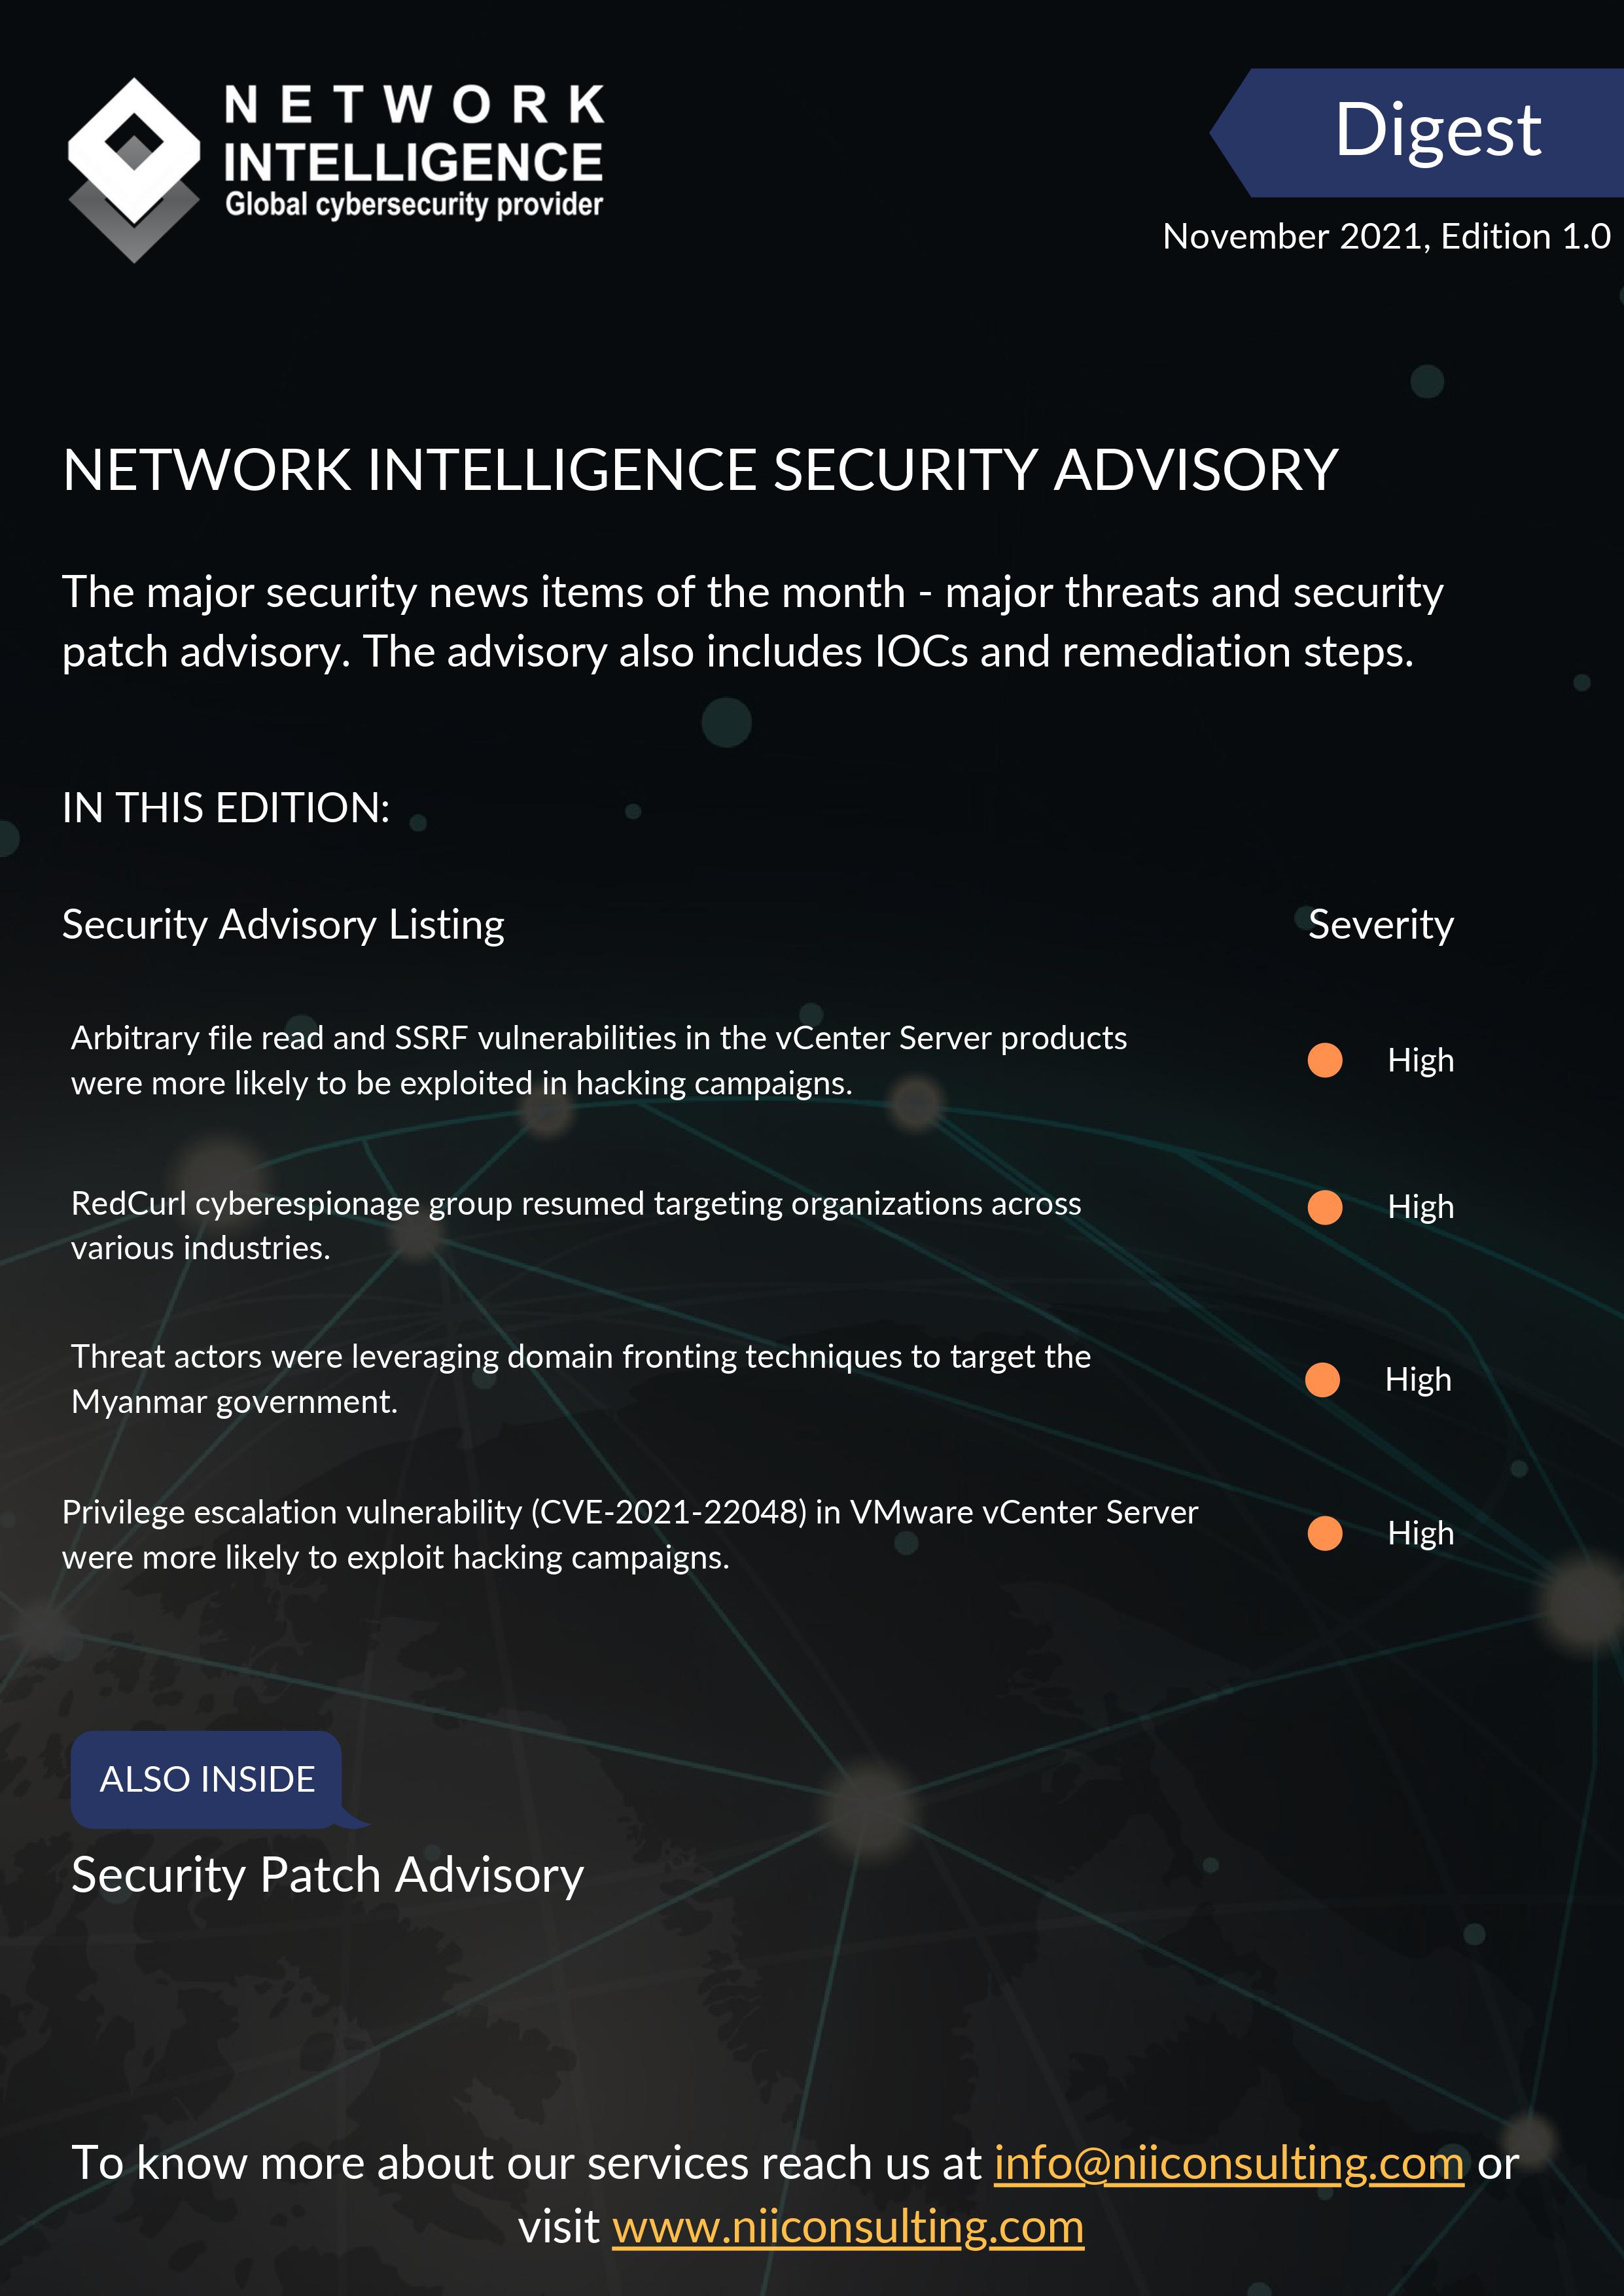 NETWORK
INTELLIGENCE
Global cybersecurity provider
Digest
November 2021, Edition 1.0
NETWORK INTELLIGENCE SECURITY ADVISORY
The major security news items of the month - major threats and security
patch advisory. The advisory also includes IOCs and remediation steps.
IN THIS EDITION:
Security Advisory Listing
Severity
Arbitrary file read and SSRF vulnerabilities in the vCenter Server products
were more likely to be exploited in hacking campaigns.
High
RedCurl cyberespionage group resumed targeting organizations across
various industries.
High
Threat actors were leveraging domain fronting techniques to target the
Myanmar government.
High
Privilege escalation vulnerability (CVE-2021-22048) in VMware vCenter Server
were more likely to exploit hacking campaigns.
High
ALSO INSIDE
Security Patch Advisory
To know more about our services reach us at info@niiconsulting.com or
visit www.niiconsulting.com